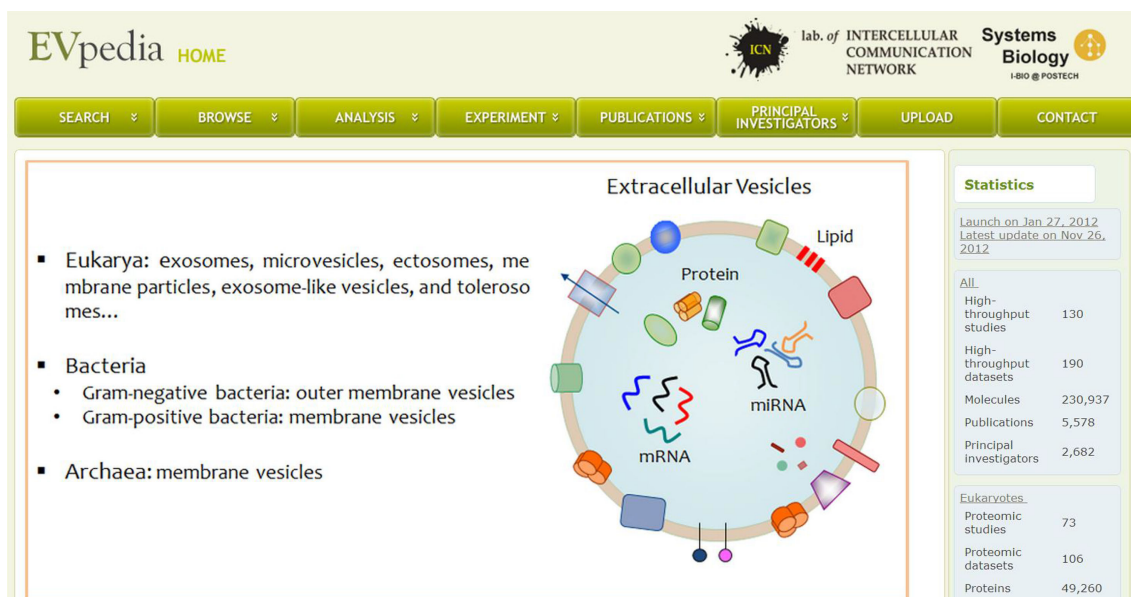 EVpedia HOME
ICN
lab. of INTERCELLULAR
COMMUNICATION
NETWORK
Systems
Biology
I-BIO @ POSTECH
SEARCH
BROWSE
ANALYSIS
EXPERIMENT
PUBLICATIONS
PRINCIPAL
INVESTIGATORS
UPLOAD
CONTACT
▪ Eukarya: exosomes, microvesicles, ectosomes, me
mbrane particles, exosome-like vesicles, and toleroso
mes...
▪ Bacteria
• Gram-negative bacteria: outer membrane vesicles
• Gram-positive bacteria: membrane vesicles
▪ Archaea: membrane vesicles
Extracellular Vesicles
Lipid
Protein
miRNA
mRNA
Statistics
Launch on Jan 27, 2012
Latest update on Nov 26,
2012
All
High-
throughput
studies 130
High-
throughput
datasets 190
Molecules 230,937
Publications 5,578
Principal
investigators 2,682
Eukaryotes
Proteomic
studies 73
Proteomic
datasets 106
Proteins 49,260